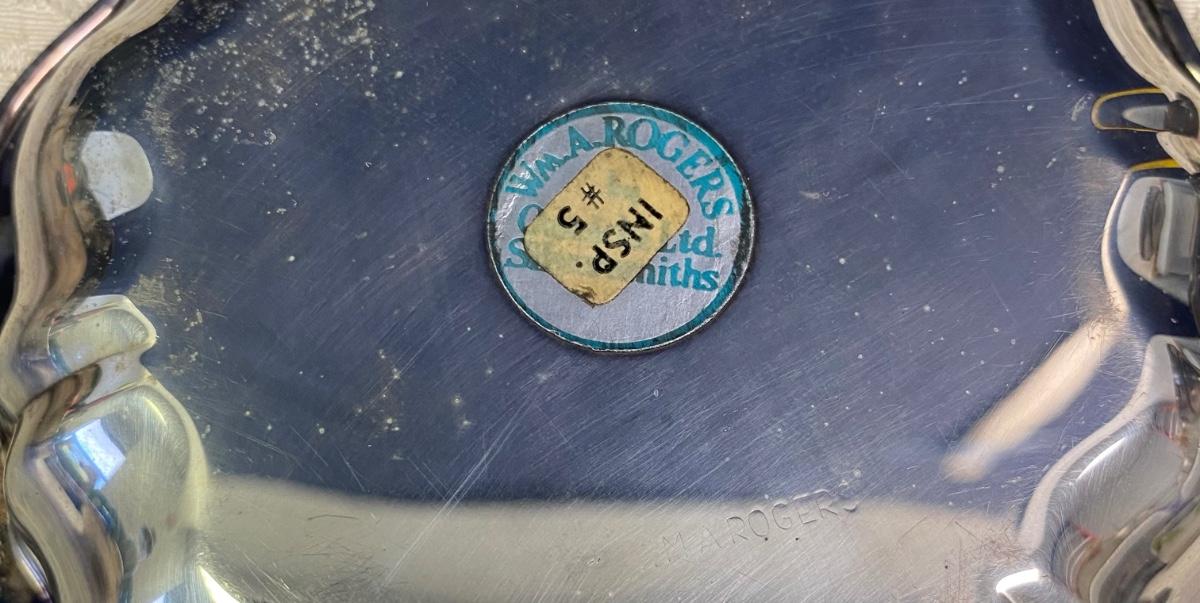 Wm.A.ROGERS
Ltd.
INSP.
# 5
M.A.ROGERS